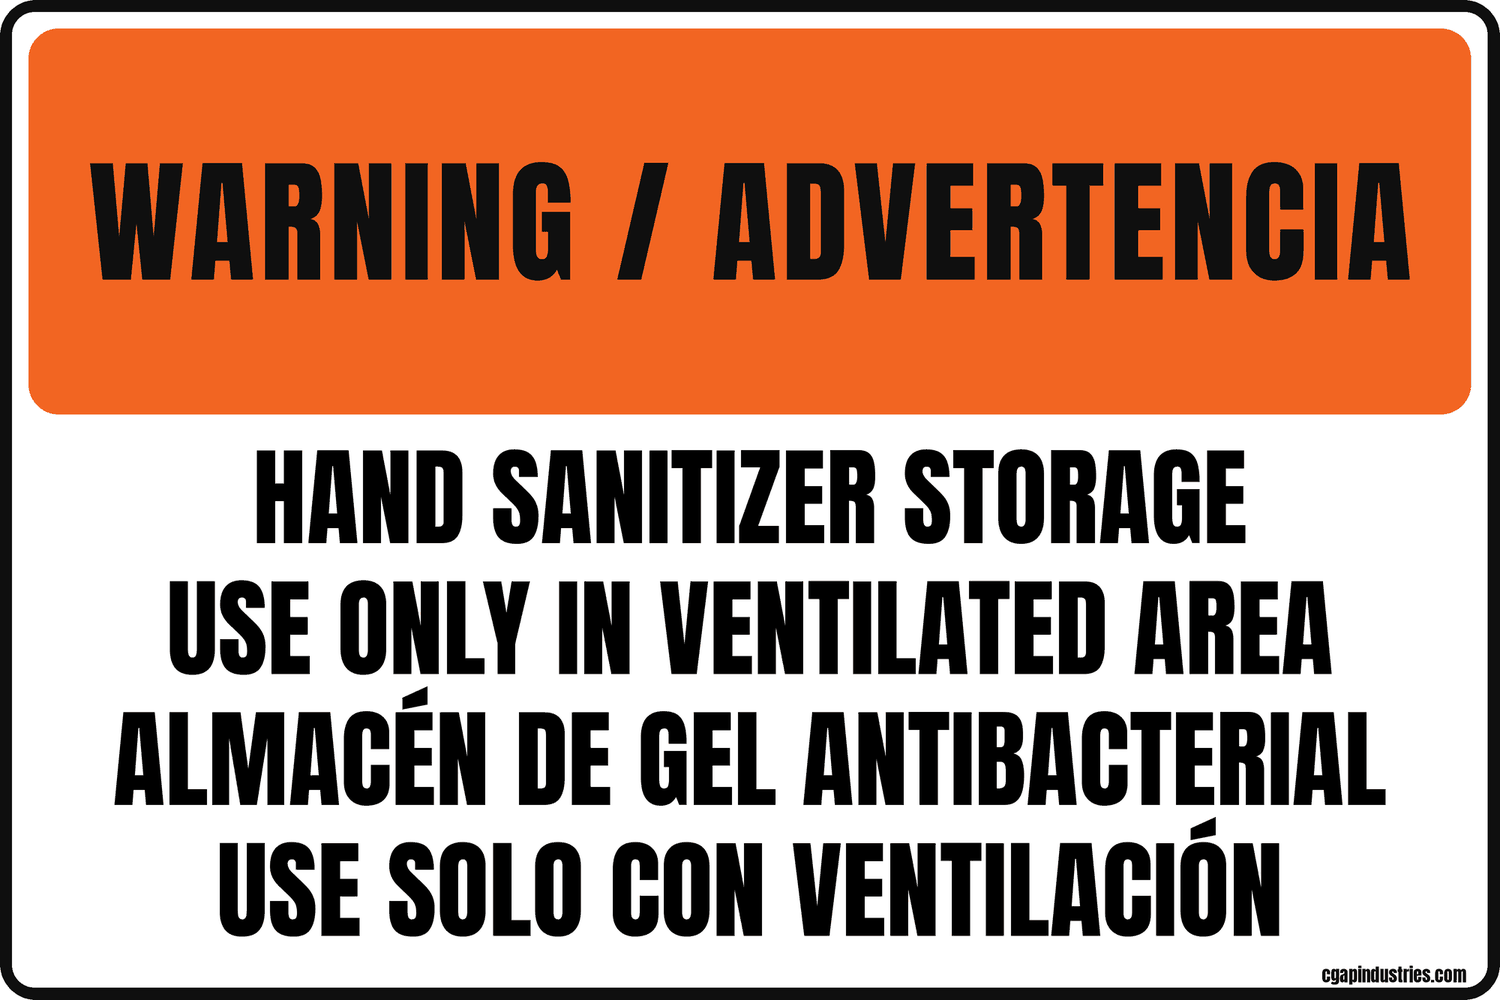 WARNING / ADVERTENCIA
HAND SANITIZER STORAGE
USE ONLY IN VENTILATED AREA
ALMACÉN DE GEL ANTIBACTERIAL
USE SOLO CON VENTILACIÓN
cgapindustries.com